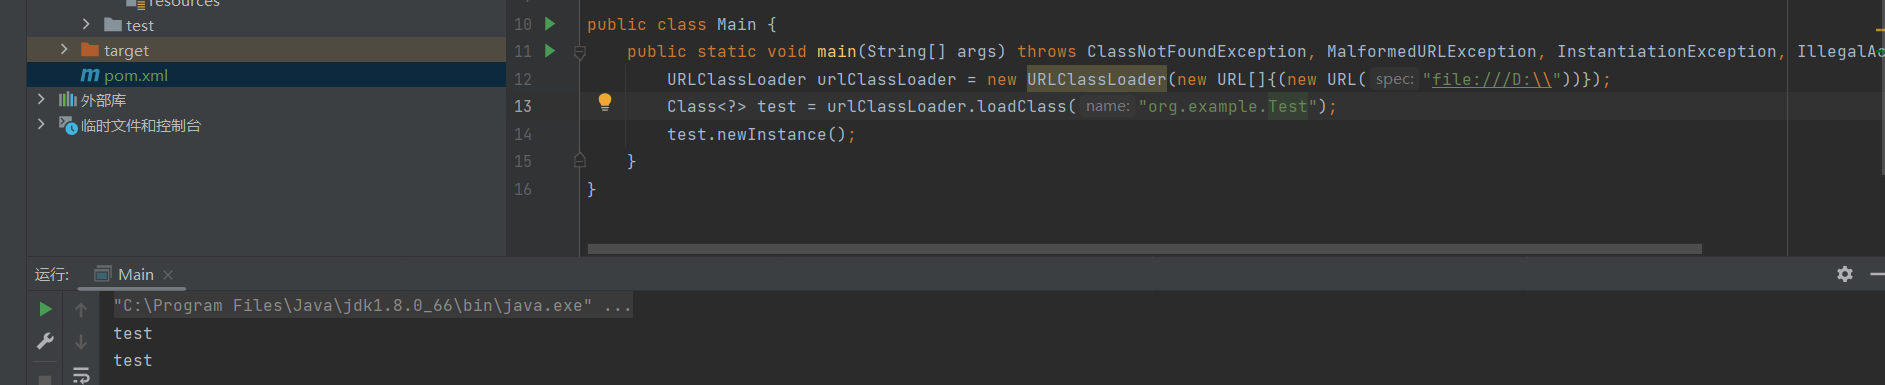 resources
test
target
pom.xml
外部库
临时文件和控制台
10 public class Main {
11 public static void main(String[] args) throws ClassNotFoundException, MalformedURLException, InstantiationException, IllegalAc
12 URLClassLoader urlClassLoader = new URLClassLoader(new URL[]{(new URL( spec: "file:///D:\\"))});
13 Class<?> test = urlClassLoader.loadClass( name: "org.example.Test");
14 test.newInstance();
15 }
16 }
运行: Main
"C:\Program Files\Java\jdk1.8.0_66\bin\java.exe" ...
test
test